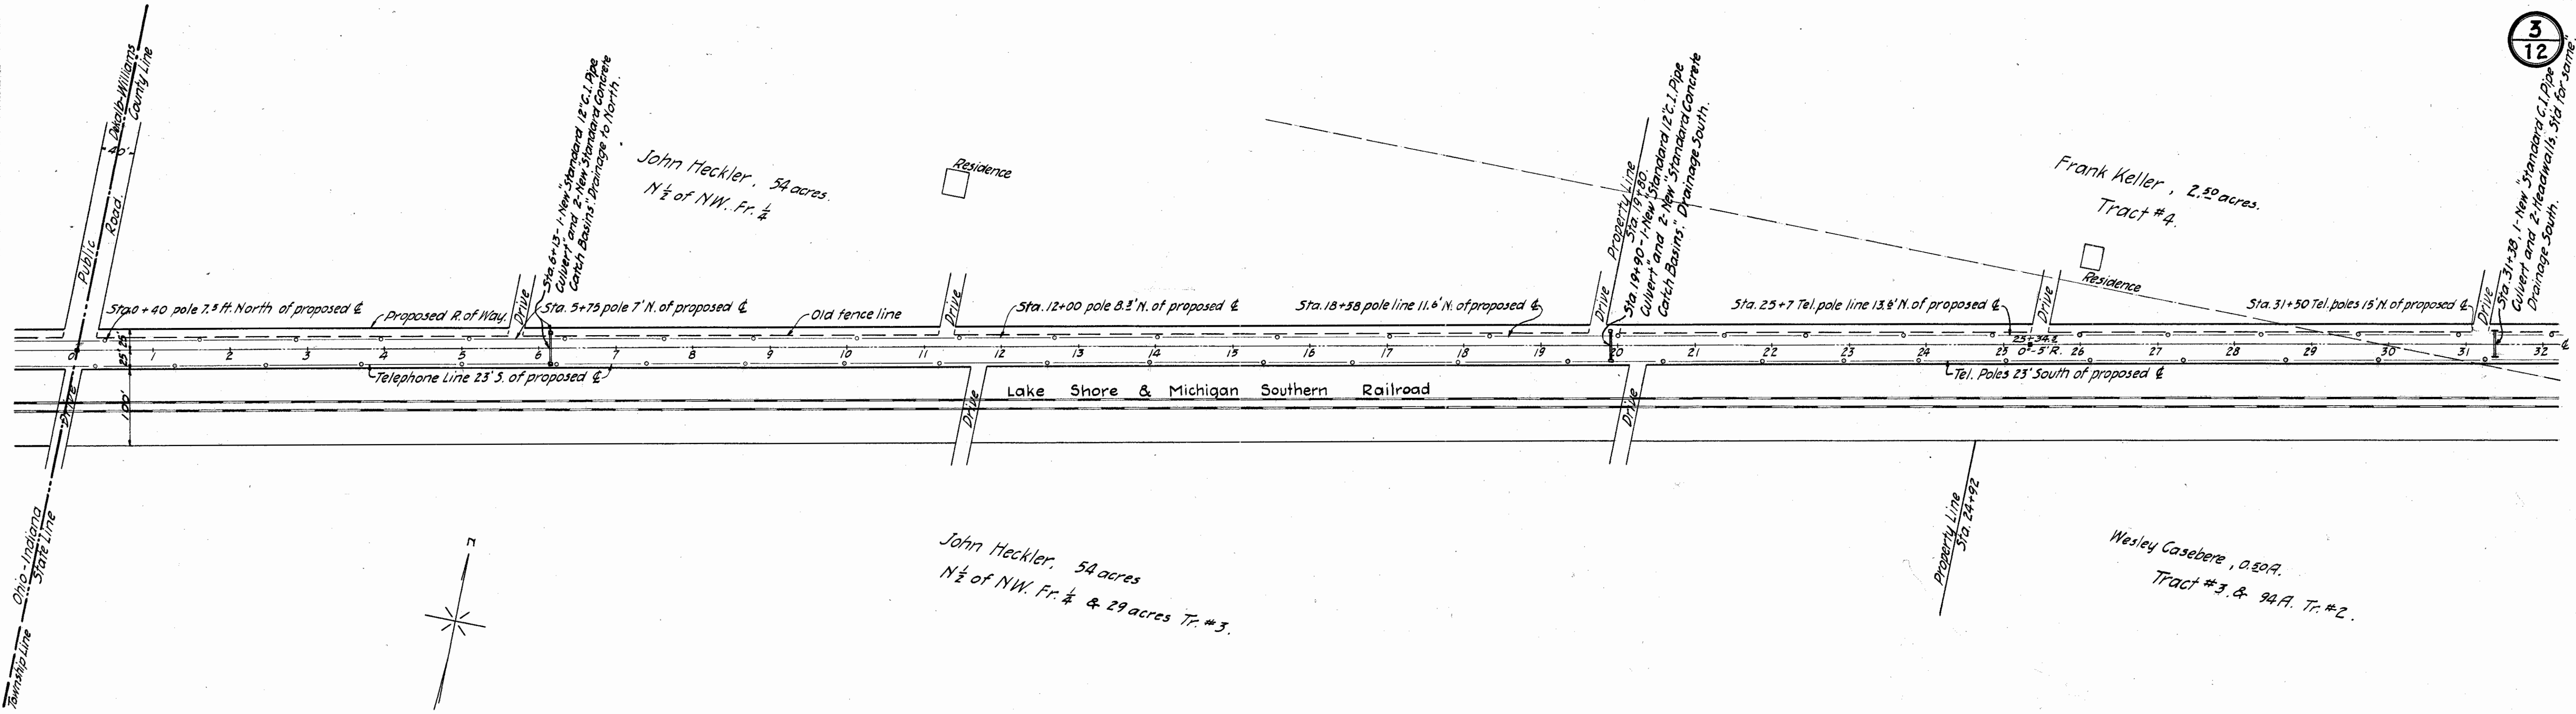 3
12
Dekalb-Williams
County Line
40'
Public Road.
Sta. 6+13-1-New "Standard 12" C.I. Pipe
Culvert" and 2-New "Standard Concrete
Catch Basins". Drainage to North.
John Heckler, 54 acres.
N ½ of NW. Fr. ¼
Residence
Property Line
Sta. 19+80.
Sta. 19+90-1-New "Standard 12" C.I. Pipe
Culvert" and 2-New "Standard Concrete
Catch Basins." Drainage South.
Frank Keller, 2.50 acres.
Tract #4.
Residence
Sta. 31+38, 1-New "Standard C.I. Pipe
Culvert and 2-Headwalls, Std for same"
Drainage South.
Sta. 0+40 pole 7.5 ft. North of proposed ℄
Proposed R. of Way.
Drive
Sta. 5+75 pole 7' N. of proposed ℄
Old fence line
Drive
Sta. 12+00 pole 8.3' N. of proposed ℄
Sta. 18+58 pole line 11.6' N. of proposed ℄
Drive
Sta. 25+7 Tel. pole line 13.6' N. of proposed ℄
Drive
Sta. 31+50 Tel. poles 15' N. of proposed ℄
Drive
25' 25'
0 1 2 3 4 5 6 7 8 9 10 11 12 13 14 15 16 17 18 19 20 21 22 23 24 25 26 27 28 29 30 31 32 ℄
25+34.2
0°-5' R.
Telephone Line 23' S. of proposed ℄
Tel. Poles 23' South of proposed ℄
100'
Drive
Drive
Lake Shore & Michigan Southern Railroad
Drive
Property Line
Sta. 24+92
Ohio-Indiana
State Line
Township Line
N
John Heckler, 54 acres
N ½ of NW. Fr. ¼ & 29 acres Tr. #3.
Wesley Casebere, 0.50 A.
Tract #3. & 94 A. Tr. #2.